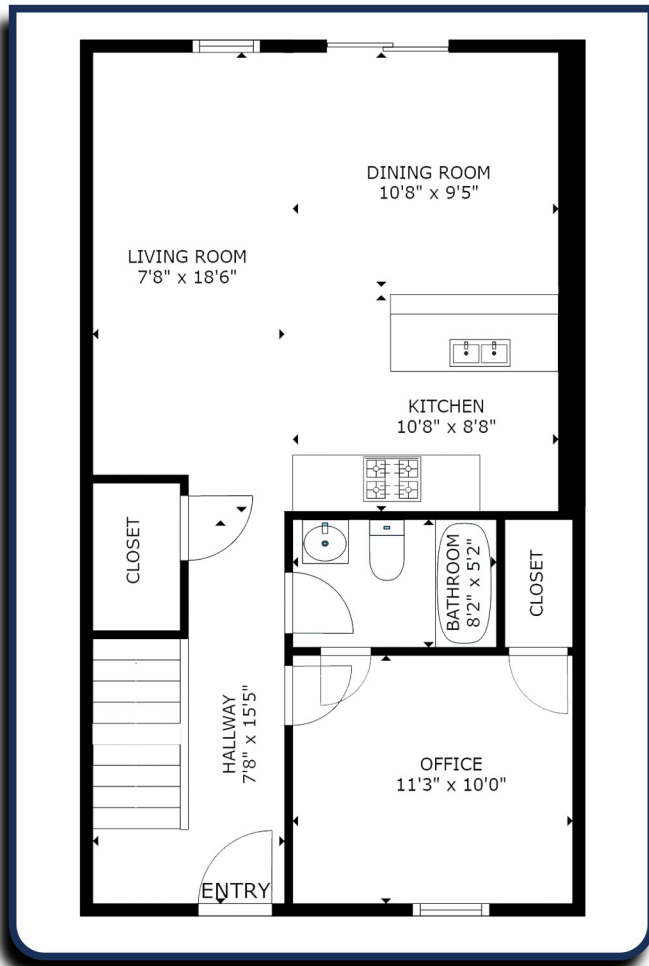 DINING ROOM
10'8" x 9'5"
LIVING ROOM
7'8" x 18'6"
KITCHEN
10'8" x 8'8"
CLOSET
BATHROOM
8'2" x 5'2"
CLOSET
HALLWAY
7'8" x 15'5"
OFFICE
11'3" x 10'0"
ENTRY